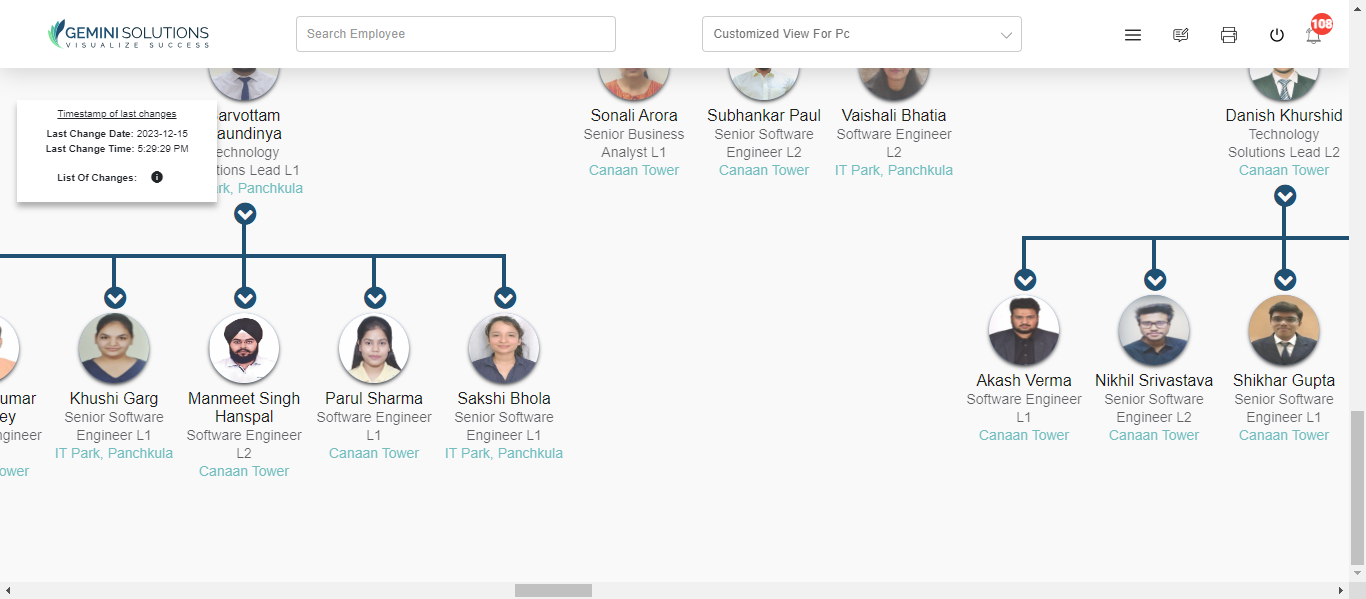 GEMINI SOLUTIONS
VISUALIZE SUCCESS
Search Employee
Customized View For Pc
108
Timestamp of last changes
Last Change Date: 2023-12-15
Last Change Time: 5:29:29 PM
List Of Changes:
arvottam
aundinya
echnology
tions Lead L1
rk, Panchkula
Sonali Arora
Senior Business
Analyst L1
Canaan Tower
Subhankar Paul
Senior Software
Engineer L2
Canaan Tower
Vaishali Bhatia
Software Engineer
L2
IT Park, Panchkula
Danish Khurshid
Technology
Solutions Lead L2
Canaan Tower
umar
ey
ngineer
ower
Khushi Garg
Senior Software
Engineer L1
IT Park, Panchkula
Manmeet Singh
Hanspal
Software Engineer
L2
Canaan Tower
Parul Sharma
Software Engineer
L1
Canaan Tower
Sakshi Bhola
Senior Software
Engineer L1
IT Park, Panchkula
Akash Verma
Software Engineer
L1
Canaan Tower
Nikhil Srivastava
Senior Software
Engineer L2
Canaan Tower
Shikhar Gupta
Senior Software
Engineer L1
Canaan Tower